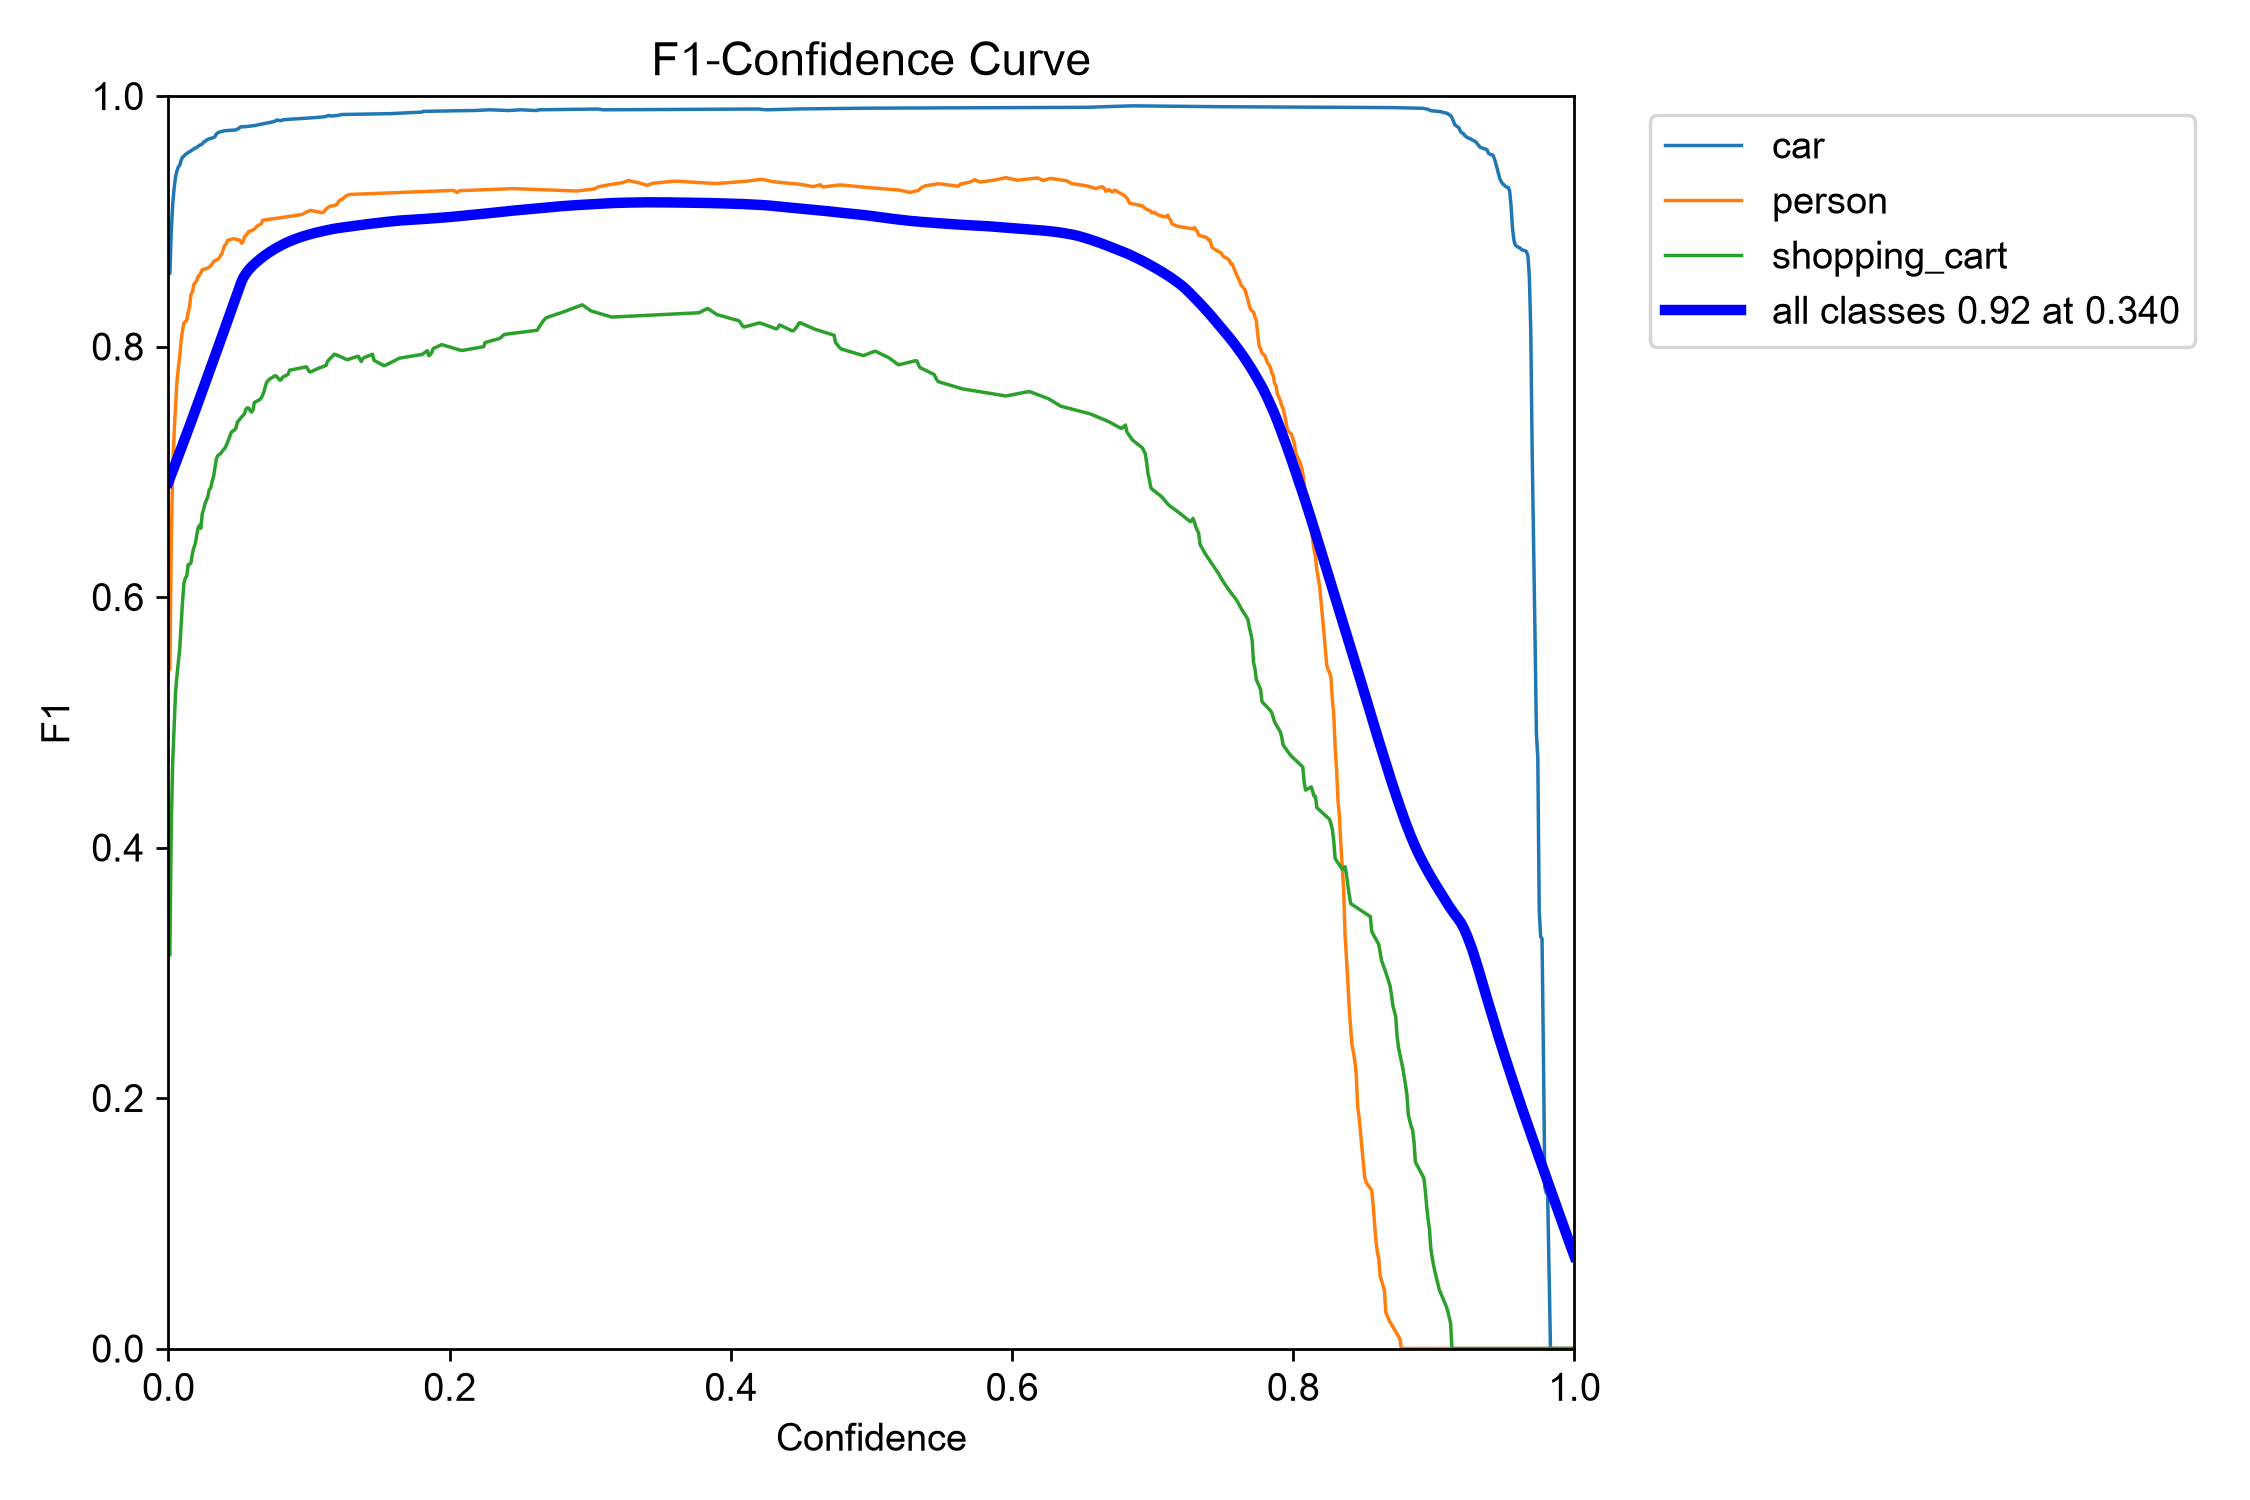 F1-Confidence Curve
1.0
0.8
0.6
0.4
0.2
0.0
F1
0.0 0.2 0.4 0.6 0.8 1.0
Confidence
car
person
shopping_cart
all classes 0.92 at 0.340